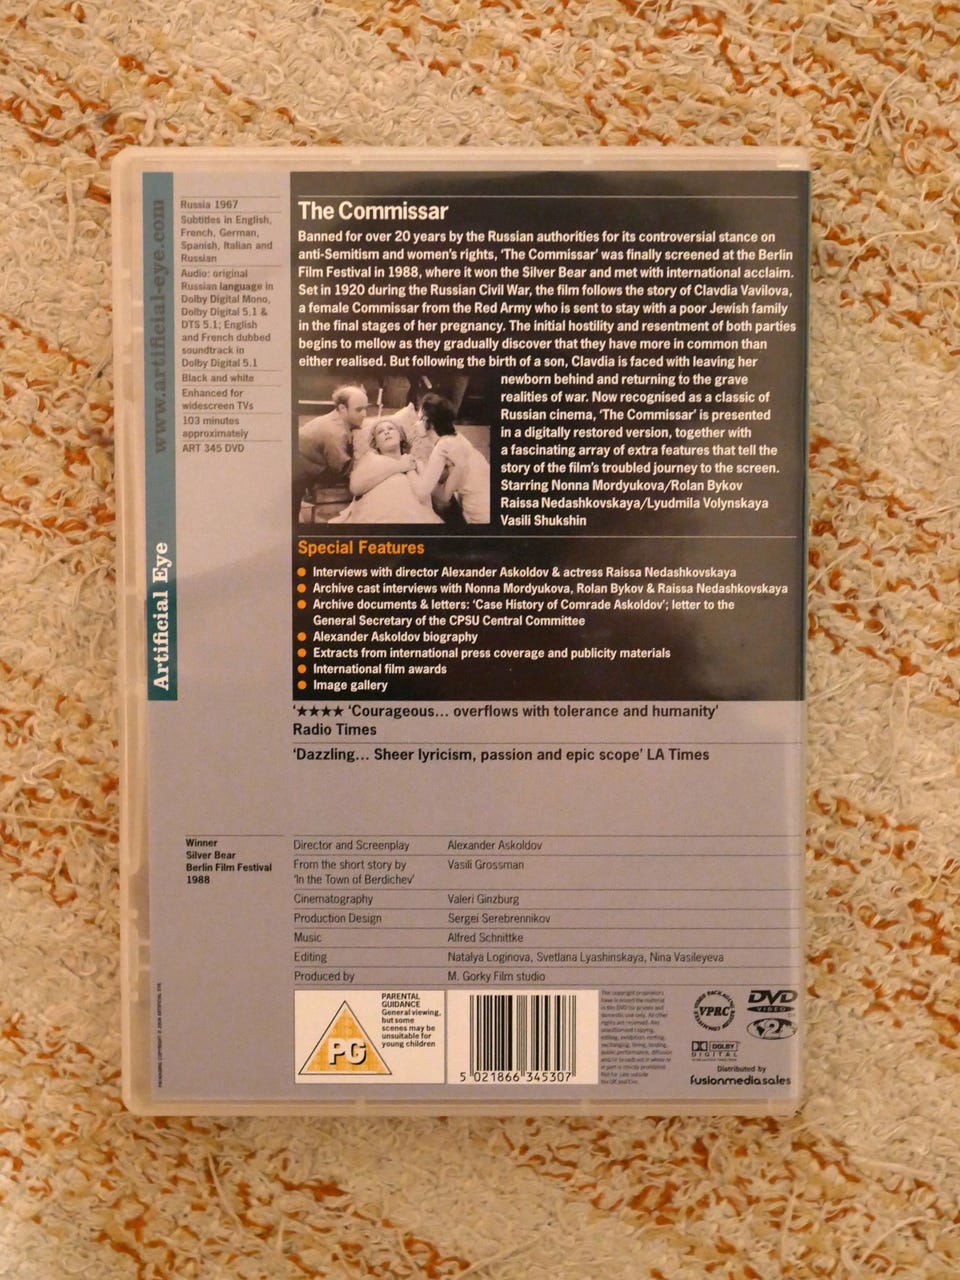 www.artificial-eye.com
Artificial Eye
Russia 1967
Subtitles in English,
French, German,
Spanish, Italian and
Russian
Audio: original
Russian language in
Dolby Digital Mono,
Dolby Digital 5.1 &
DTS 5.1; English
and French dubbed
soundtrack in
Dolby Digital 5.1
Black and white
Enhanced for
widescreen TVs
103 minutes
approximately
ART 345 DVD
The Commissar
Banned for over 20 years by the Russian authorities for its controversial stance on
anti-Semitism and women's rights, 'The Commissar' was finally screened at the Berlin
Film Festival in 1988, where it won the Silver Bear and met with international acclaim.
Set in 1920 during the Russian Civil War, the film follows the story of Clavdia Vavilova,
a female Commissar from the Red Army who is sent to stay with a poor Jewish family
in the final stages of her pregnancy. The initial hostility and resentment of both parties
begins to mellow as they gradually discover that they have more in common than
either realised. But following the birth of a son, Clavdia is faced with leaving her
newborn behind and returning to the grave
realities of war. Now recognised as a classic of
Russian cinema, 'The Commissar' is presented
in a digitally restored version, together with
a fascinating array of extra features that tell the
story of the film's troubled journey to the screen.
Starring Nonna Mordyukova/Rolan Bykov
Raissa Nedashkovskaya/Lyudmila Volynskaya
Vasili Shukshin
Special Features
Interviews with director Alexander Askoldov & actress Raissa Nedashkovskaya
Archive cast interviews with Nonna Mordyukova, Rolan Bykov & Raissa Nedashkovskaya
Archive documents & letters: 'Case History of Comrade Askoldov'; letter to the
General Secretary of the CPSU Central Committee
Alexander Askoldov biography
Extracts from international press coverage and publicity materials
International film awards
Image gallery
'★★★★ 'Courageous... overflows with tolerance and humanity'
Radio Times
'Dazzling... Sheer lyricism, passion and epic scope' LA Times
Winner
Silver Bear
Berlin Film Festival
1988
Director and Screenplay Alexander Askoldov
From the short story by Vasili Grossman
'In the Town of Berdichev'
Cinematography Valeri Ginzburg
Production Design Sergei Serebrennikov
Music Alfred Schnittke
Editing Natalya Loginova, Svetlana Lyashinskaya, Nina Vasileyeva
Produced by M. Gorky Film studio
PG
PARENTAL
GUIDANCE
General viewing,
but some
scenes may be
unsuitable for
young children
5 021866 345307
VPRC
DVD
VIDEO
2
DOLBY
DIGITAL
Distributed by
fusionmediasales